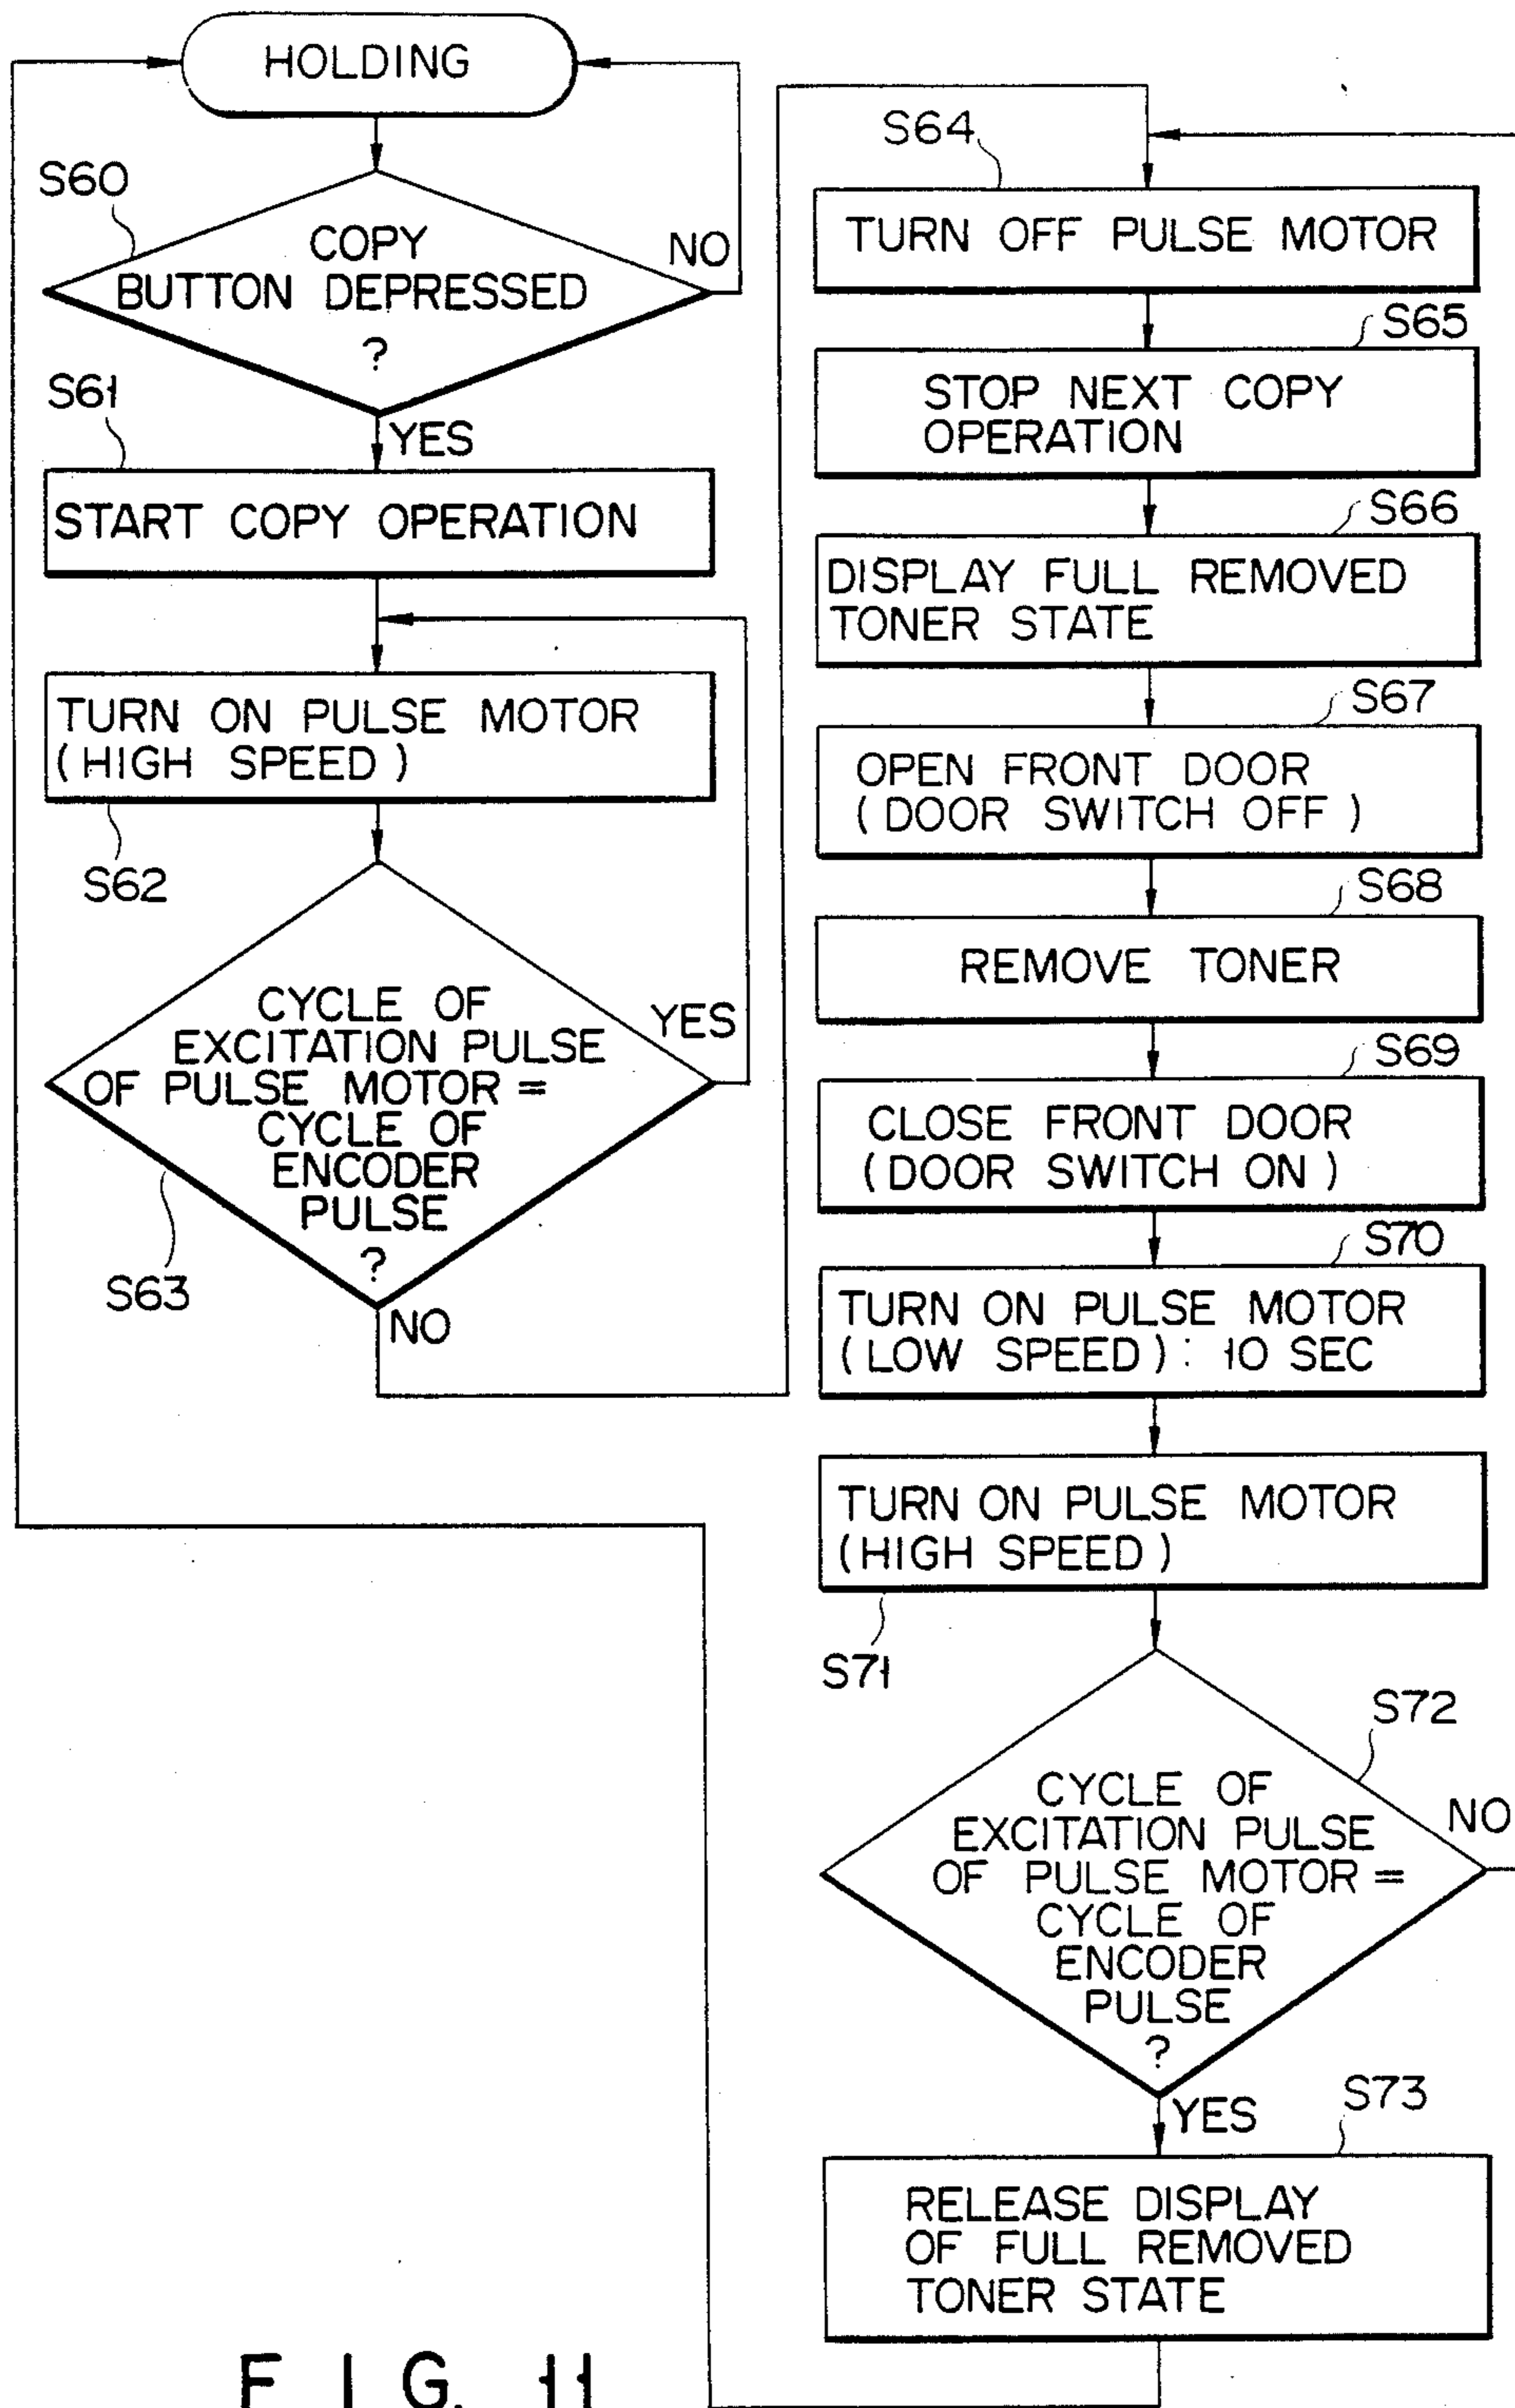 HOLDING
S60
COPY
BUTTON DEPRESSED
?
NO
S61
YES
START COPY OPERATION
TURN ON PULSE MOTOR
(HIGH SPEED)
S62
CYCLE OF
EXCITATION PULSE
OF PULSE MOTOR =
CYCLE OF
ENCODER
PULSE
?
YES
S63
NO
S64
TURN OFF PULSE MOTOR
S65
STOP NEXT COPY
OPERATION
S66
DISPLAY FULL REMOVED
TONER STATE
S67
OPEN FRONT DOOR
(DOOR SWITCH OFF)
S68
REMOVE TONER
S69
CLOSE FRONT DOOR
(DOOR SWITCH ON)
S70
TURN ON PULSE MOTOR
(LOW SPEED): 10 SEC
TURN ON PULSE MOTOR
(HIGH SPEED)
S71
S72
CYCLE OF
EXCITATION PULSE
OF PULSE MOTOR =
CYCLE OF
ENCODER
PULSE
?
NO
YES
S73
RELEASE DISPLAY
OF FULL REMOVED
TONER STATE
FIG. 11